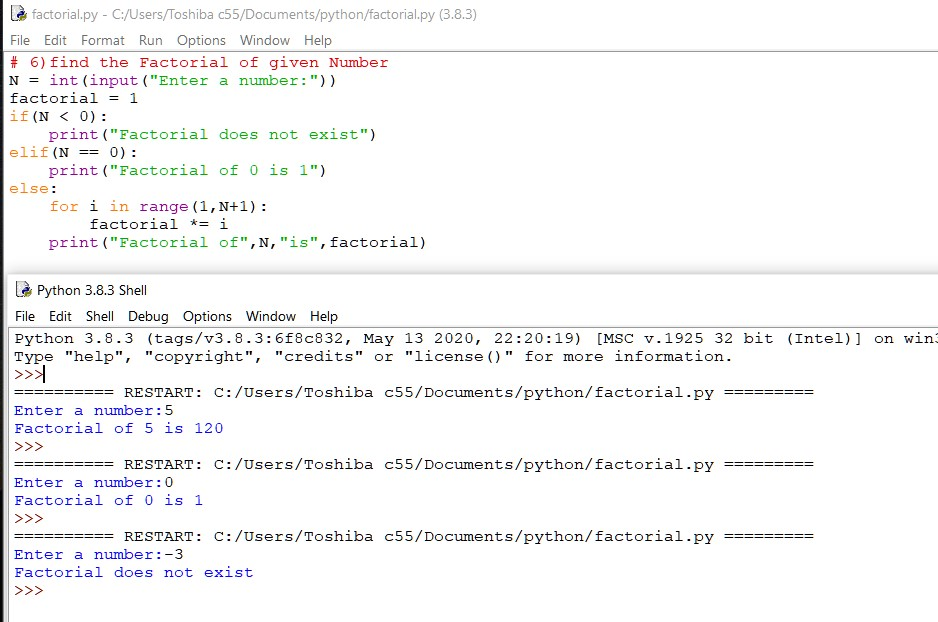 factorial.py - C:/Users/Toshiba c55/Documents/python/factorial.py (3.8.3)
File Edit Format Run Options Window Help
# 6)find the Factorial of given Number
N = int(input("Enter a number:"))
factorial = 1
if(N < 0):
    print("Factorial does not exist")
elif(N == 0):
    print("Factorial of 0 is 1")
else:
    for i in range(1,N+1):
        factorial *= i
    print("Factorial of",N,"is",factorial)
Python 3.8.3 Shell
File Edit Shell Debug Options Window Help
Python 3.8.3 (tags/v3.8.3:6f8c832, May 13 2020, 22:20:19) [MSC v.1925 32 bit (Intel)] on win3
Type "help", "copyright", "credits" or "license()" for more information.
>>>
========== RESTART: C:/Users/Toshiba c55/Documents/python/factorial.py =========
Enter a number:5
Factorial of 5 is 120
>>>
========== RESTART: C:/Users/Toshiba c55/Documents/python/factorial.py =========
Enter a number:0
Factorial of 0 is 1
>>>
========== RESTART: C:/Users/Toshiba c55/Documents/python/factorial.py =========
Enter a number:-3
Factorial does not exist
>>>